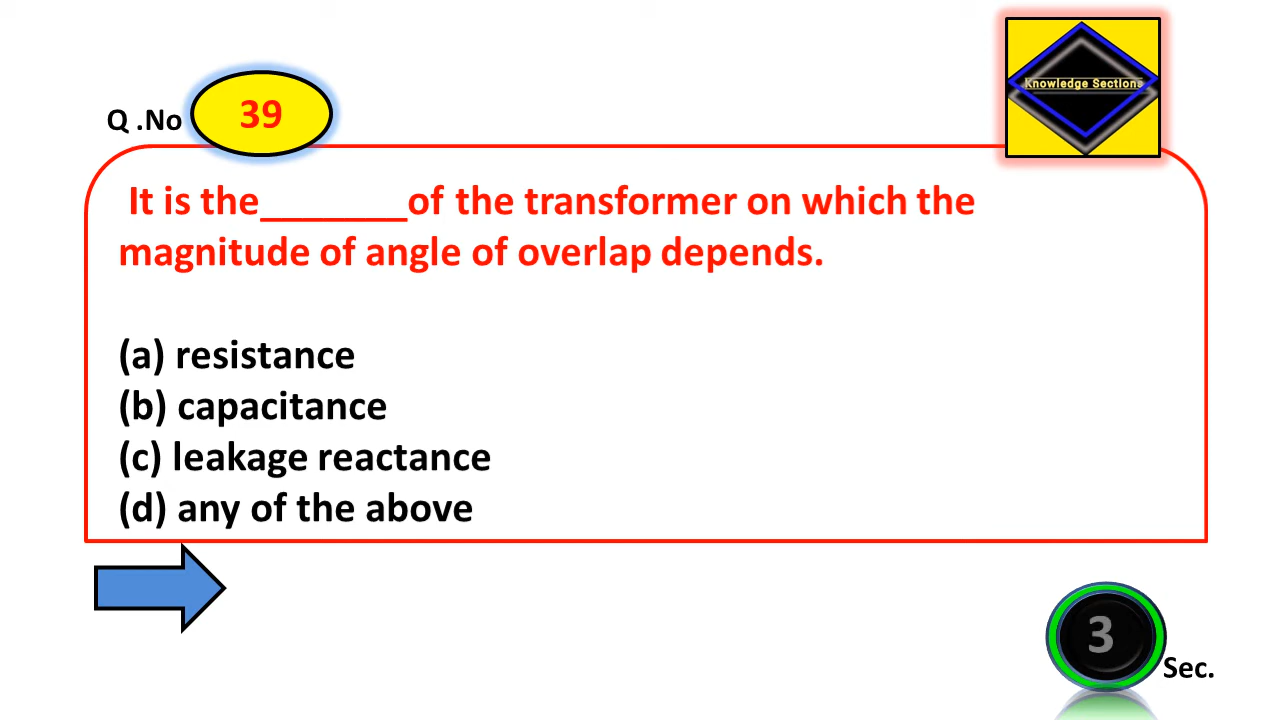 Knowledge Sections
Q .No 39
It is the_______of the transformer on which the
magnitude of angle of overlap depends.
(a) resistance
(b) capacitance
(c) leakage reactance
(d) any of the above
3
Sec.